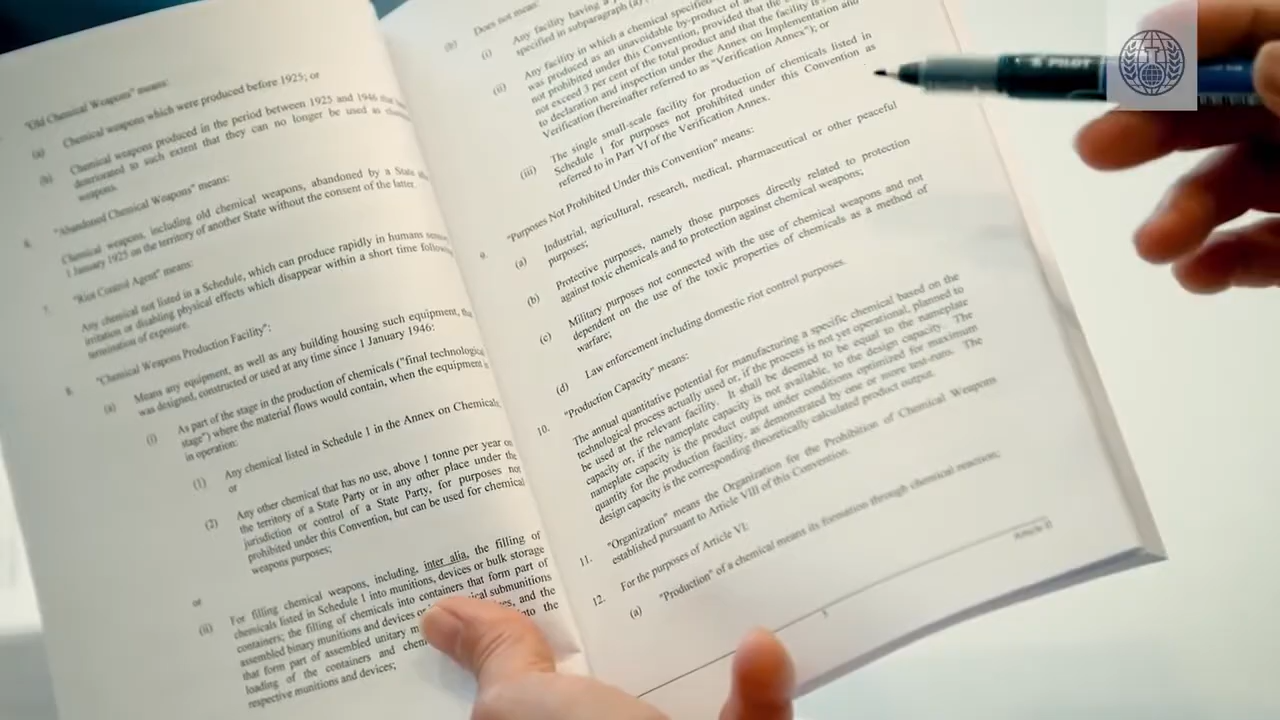 "Old Chemical Weapons" means:
(a) Chemical weapons which were produced before 1925; or
(b) Chemical weapons produced in the period between 1925 and 1946 that have
deteriorated to such extent that they can no longer be used as chemical
weapons.
6. "Abandoned Chemical Weapons" means:
Chemical weapons, including old chemical weapons, abandoned by a State after
1 January 1925 on the territory of another State without the consent of the latter.
7. "Riot Control Agent" means:
Any chemical not listed in a Schedule, which can produce rapidly in humans sensory
irritation or disabling physical effects which disappear within a short time following
termination of exposure.
8. "Chemical Weapons Production Facility":
(a) Means any equipment, as well as any building housing such equipment, that
was designed, constructed or used at any time since 1 January 1946:
(i) As part of the stage in the production of chemicals ("final technological
stage") where the material flows would contain, when the equipment is
in operation:
(1) Any chemical listed in Schedule 1 in the Annex on Chemicals;
or
(2) Any other chemical that has no use, above 1 tonne per year on
the territory of a State Party or in any other place under the
jurisdiction or control of a State Party, for purposes not
prohibited under this Convention, but can be used for chemical
weapons purposes;
or
(ii) For filling chemical weapons, including, inter alia, the filling of
chemicals listed in Schedule 1 into munitions, devices or bulk storage
containers; the filling of chemicals into containers that form part of
assembled binary munitions and devices or submunitions
that form part of assembled unitary and the
loading of the containers and into the
respective munitions and devices;
(b) Does not mean:
(i) Any facility having a
specified in subparagraph (a)
(ii) Any facility in which a chemical specified
was produced as an unavoidable by-product of
not prohibited under this Convention, provided that the
not exceed 3 per cent of the total product and that the facility is
to declaration and inspection under the Annex on Implementation and
Verification (hereinafter referred to as "Verification Annex"); or
(iii) The single small-scale facility for production of chemicals listed in
Schedule 1 for purposes not prohibited under this Convention as
referred to in Part VI of the Verification Annex.
9. "Purposes Not Prohibited Under this Convention" means:
(a) Industrial, agricultural, research, medical, pharmaceutical or other peaceful
purposes;
(b) Protective purposes, namely those purposes directly related to protection
against toxic chemicals and to protection against chemical weapons;
(c) Military purposes not connected with the use of chemical weapons and not
dependent on the use of the toxic properties of chemicals as a method of
warfare;
(d) Law enforcement including domestic riot control purposes.
10. "Production Capacity" means:
The annual quantitative potential for manufacturing a specific chemical based on the
technological process actually used or, if the process is not yet operational, planned to
be used at the relevant facility. It shall be deemed to be equal to the nameplate
capacity or, if the nameplate capacity is not available, to the design capacity. The
nameplate capacity is the product output under conditions optimized for maximum
quantity for the production facility, as demonstrated by one or more test-runs. The
design capacity is the corresponding theoretically calculated product output.
11. "Organization" means the Organization for the Prohibition of Chemical Weapons
established pursuant to Article VIII of this Convention.
12. For the purposes of Article VI:
(a) "Production" of a chemical means its formation through chemical reaction;
Article II
PILOT